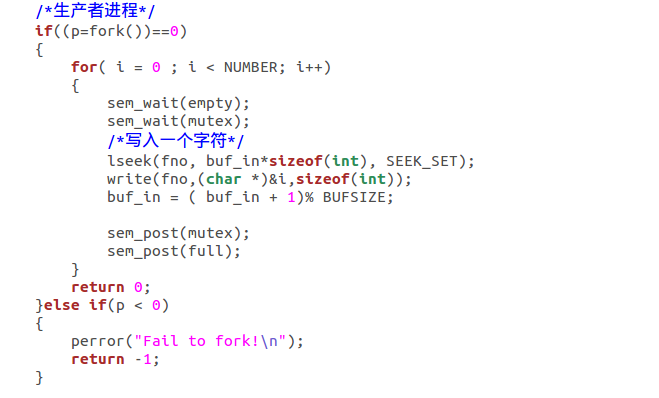 /*生产者进程*/
if((p=fork())==0)
{
    for( i = 0 ; i < NUMBER; i++)
    {
        sem_wait(empty);
        sem_wait(mutex);
        /*写入一个字符*/
        lseek(fno, buf_in*sizeof(int), SEEK_SET);
        write(fno,(char *)&i,sizeof(int));
        buf_in = ( buf_in + 1)% BUFSIZE;

        sem_post(mutex);
        sem_post(full);
    }
    return 0;
}else if(p < 0)
{
    perror("Fail to fork!\n");
    return -1;
}